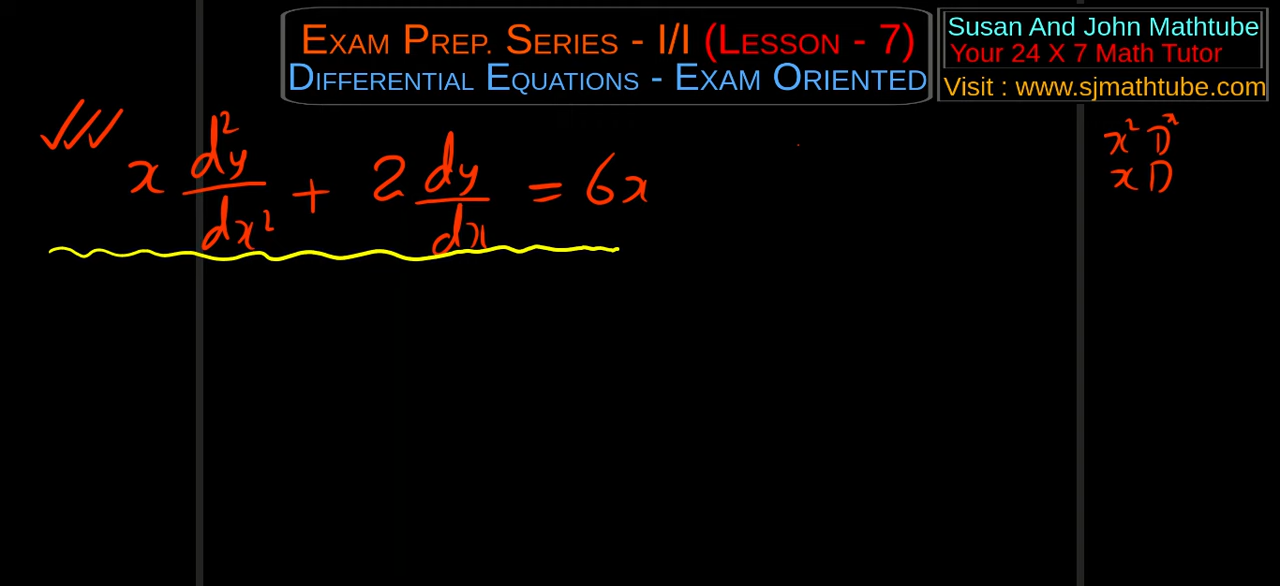 EXAM PREP. SERIES - I/I (LESSON - 7)
DIFFERENTIAL EQUATIONS - EXAM ORIENTED
Susan And John Mathtube
Your 24 X 7 Math Tutor
Visit : www.sjmathtube.com
x d²y/dx² + 2 dy/dx = 6x
x² D²
x D